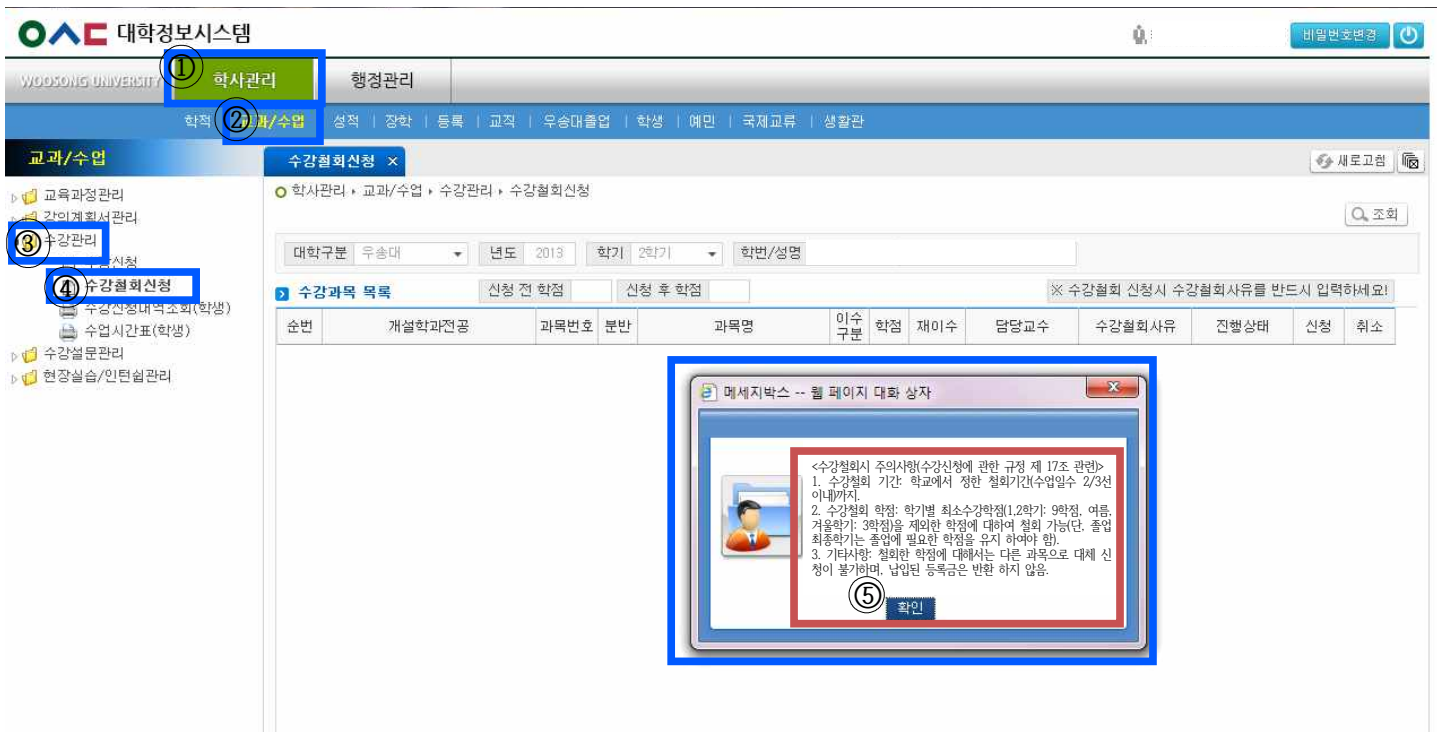 대학정보시스템
비밀번호변경
WOOSONG UNIVERSITY
① 학사관리 행정관리
학적 ② 교과/수업 성적 | 장학 | 등록 | 교직 | 우송대졸업 | 학생 | 예민 | 국제교류 | 생활관
교과/수업
수강철회신청 ×
새로고침
학사관리 ▸ 교과/수업 ▸ 수강관리 ▸ 수강철회신청
조회
교육과정관리
강의계획서관리
③ 수강관리
수강신청
④ 수강철회신청
수강신청내역조회(학생)
수업시간표(학생)
수강설문관리
현장실습/인턴쉽관리
대학구분 우송대 년도 2013 학기 2학기 학번/성명
수강과목 목록 신청 전 학점 신청 후 학점 ※ 수강철회 신청시 수강철회사유를 반드시 입력하세요!
순번 개설학과전공 과목번호 분반 과목명 이수구분 학점 재이수 담당교수 수강철회사유 진행상태 신청 취소
메세지박스 -- 웹 페이지 대화 상자
<수강철회시 주의사항(수강신청에 관한 규정 제 17조 관련)>
1. 수강철회 기간: 학교에서 정한 철회기간(수업일수 2/3선
이내)까지.
2. 수강철회 학점: 학기별 최소수강학점(1,2학기: 9학점, 여름,
겨울학기: 3학점)을 제외한 학점에 대하여 철회 가능(단, 졸업
최종학기는 졸업에 필요한 학점을 유지 하여야 함).
3. 기타사항: 철회한 학점에 대해서는 다른 과목으로 대체 신
청이 불가하며, 납입된 등록금은 반환 하지 않음.
⑤ 확인